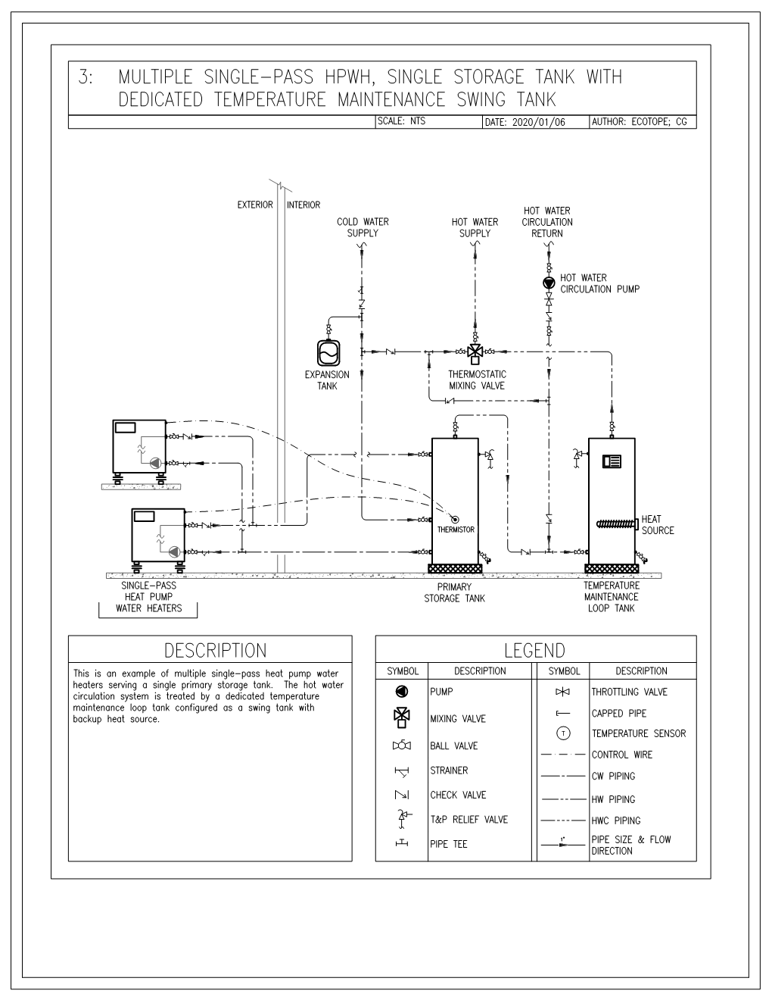 3: MULTIPLE SINGLE-PASS HPWH, SINGLE STORAGE TANK WITH
DEDICATED TEMPERATURE MAINTENANCE SWING TANK
SCALE: NTS
DATE: 2020/01/06
AUTHOR: ECOTOPE; CG
EXTERIOR
INTERIOR
COLD WATER
SUPPLY
HOT WATER
SUPPLY
HOT WATER
CIRCULATION
RETURN
HOT WATER
CIRCULATION PUMP
EXPANSION
TANK
THERMOSTATIC
MIXING VALVE
THERMISTOR
HEAT
SOURCE
SINGLE-PASS
HEAT PUMP
WATER HEATERS
PRIMARY
STORAGE TANK
TEMPERATURE
MAINTENANCE
LOOP TANK
DESCRIPTION
This is an example of multiple single-pass heat pump water
heaters serving a single primary storage tank. The hot water
circulation system is treated by a dedicated temperature
maintenance loop tank configured as a swing tank with
backup heat source.
LEGEND
SYMBOL
DESCRIPTION
SYMBOL
DESCRIPTION
PUMP
MIXING VALVE
BALL VALVE
STRAINER
CHECK VALVE
T&P RELIEF VALVE
PIPE TEE
THROTTLING VALVE
CAPPED PIPE
T
TEMPERATURE SENSOR
CONTROL WIRE
CW PIPING
HW PIPING
HWC PIPING
1"
PIPE SIZE & FLOW
DIRECTION